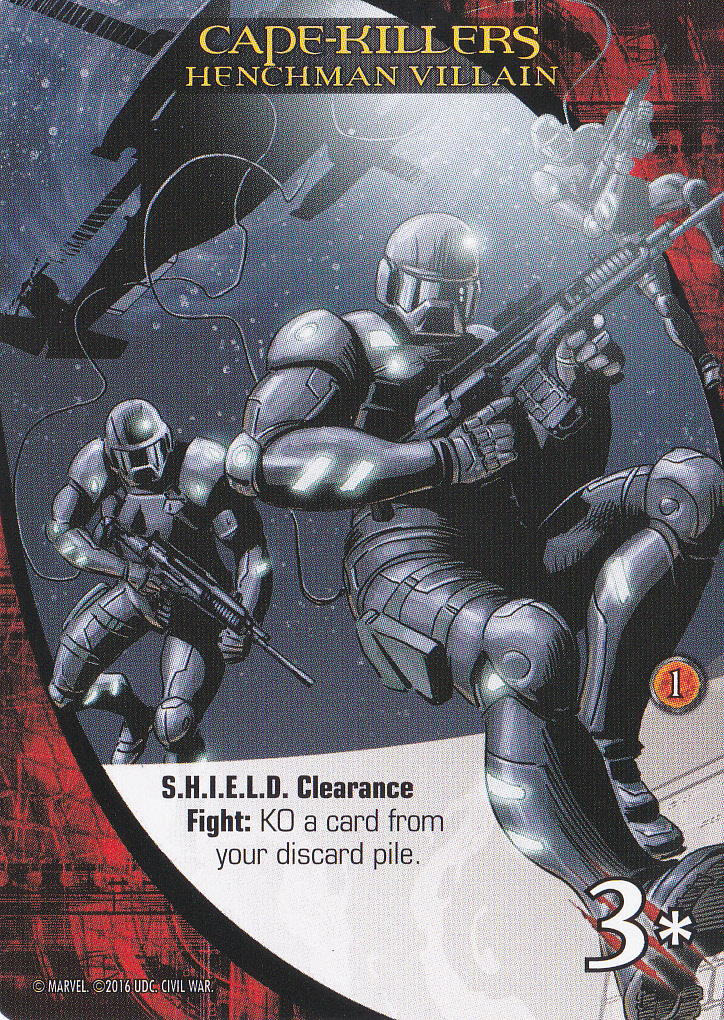 CAPE-KILLERS
HENCHMAN VILLAIN
1
S.H.I.E.L.D. Clearance
Fight: KO a card from
your discard pile.
3*
© MARVEL. ©2016 UDC. CIVIL WAR.